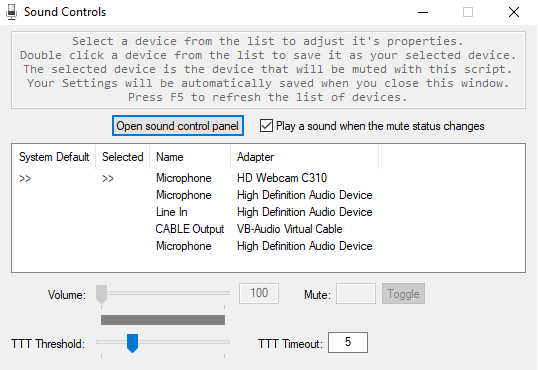 Sound Controls
Select a device from the list to adjust it's properties.
Double click a device from the list to save it as your selected device.
The selected device is the device that will be muted with this script.
Your Settings will be automatically saved when you close this window.
Press F5 to refresh the list of devices.
Open sound control panel Play a sound when the mute status changes
System Default Selected Name Adapter
>> >> Microphone HD Webcam C310
Microphone High Definition Audio Device
Line In High Definition Audio Device
CABLE Output VB-Audio Virtual Cable
Microphone High Definition Audio Device
Volume: 100 Mute: Toggle
TTT Threshold: TTT Timeout: 5